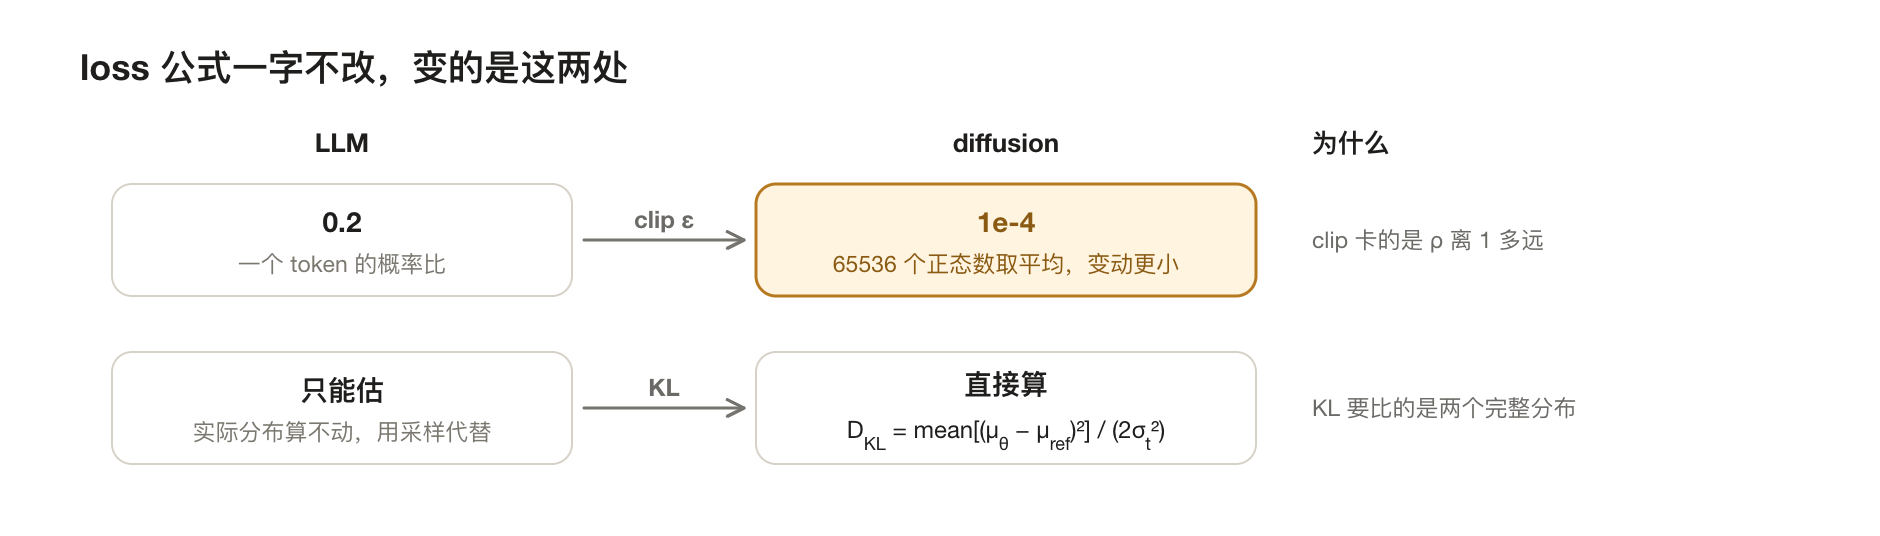 loss 公式一字不改，变的是这两处
LLM
diffusion
为什么
0.2
一个 token 的概率比
clip ε
1e-4
65536 个正态数取平均，变动更小
clip 卡的是 ρ 离 1 多远
只能估
实际分布算不动，用采样代替
KL
直接算
D_KL = mean[(μ_θ − μ_ref)²] / (2σ_t²)
KL 要比的是两个完整分布